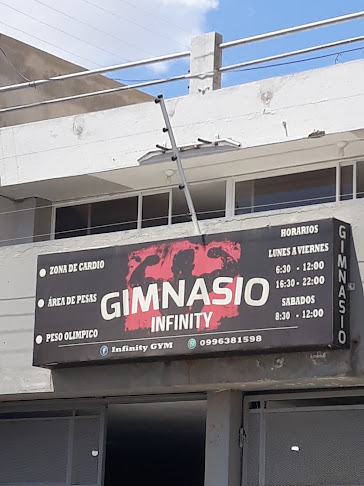 ZONA DE CARDIO
ÁREA DE PESAS
PESO OLIMPICO
GIMNASIO
INFINITY
Infinity GYM 0996381598
HORARIOS
LUNES A VIERNES
6:30 - 12:00
16:30 - 22:00
SABADOS
8:30 - 12:00
GIMNASIO